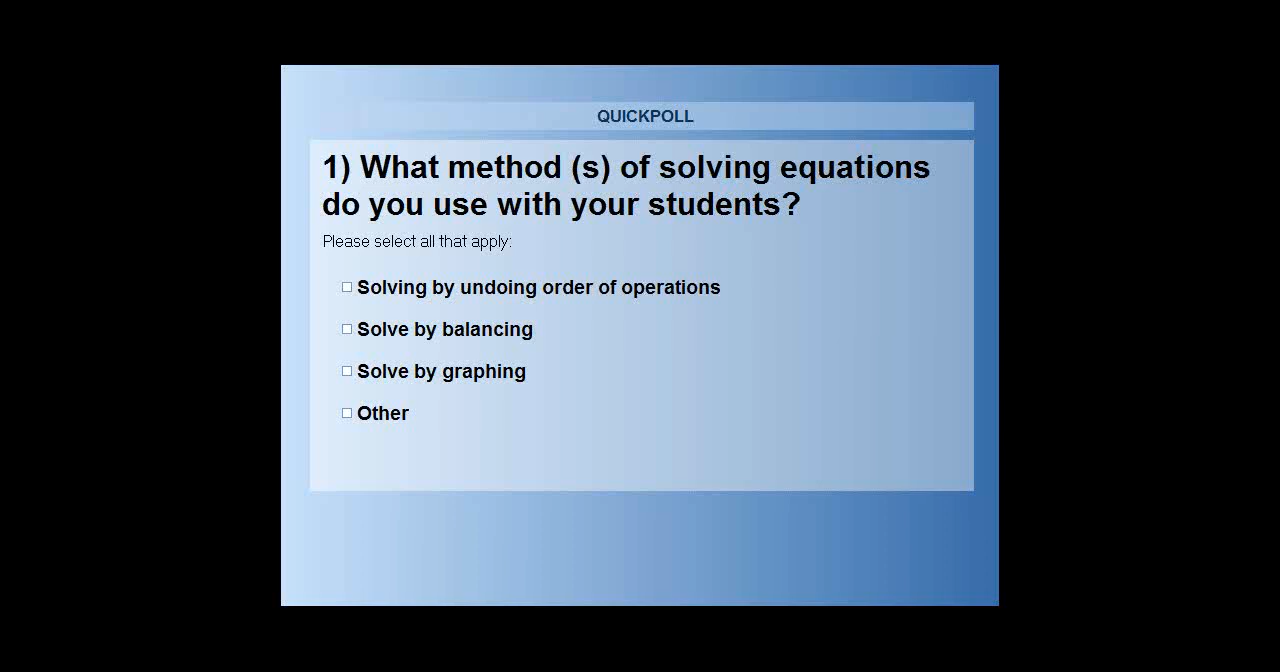 QUICKPOLL
1) What method (s) of solving equations
do you use with your students?
Please select all that apply:
Solving by undoing order of operations
Solve by balancing
Solve by graphing
Other